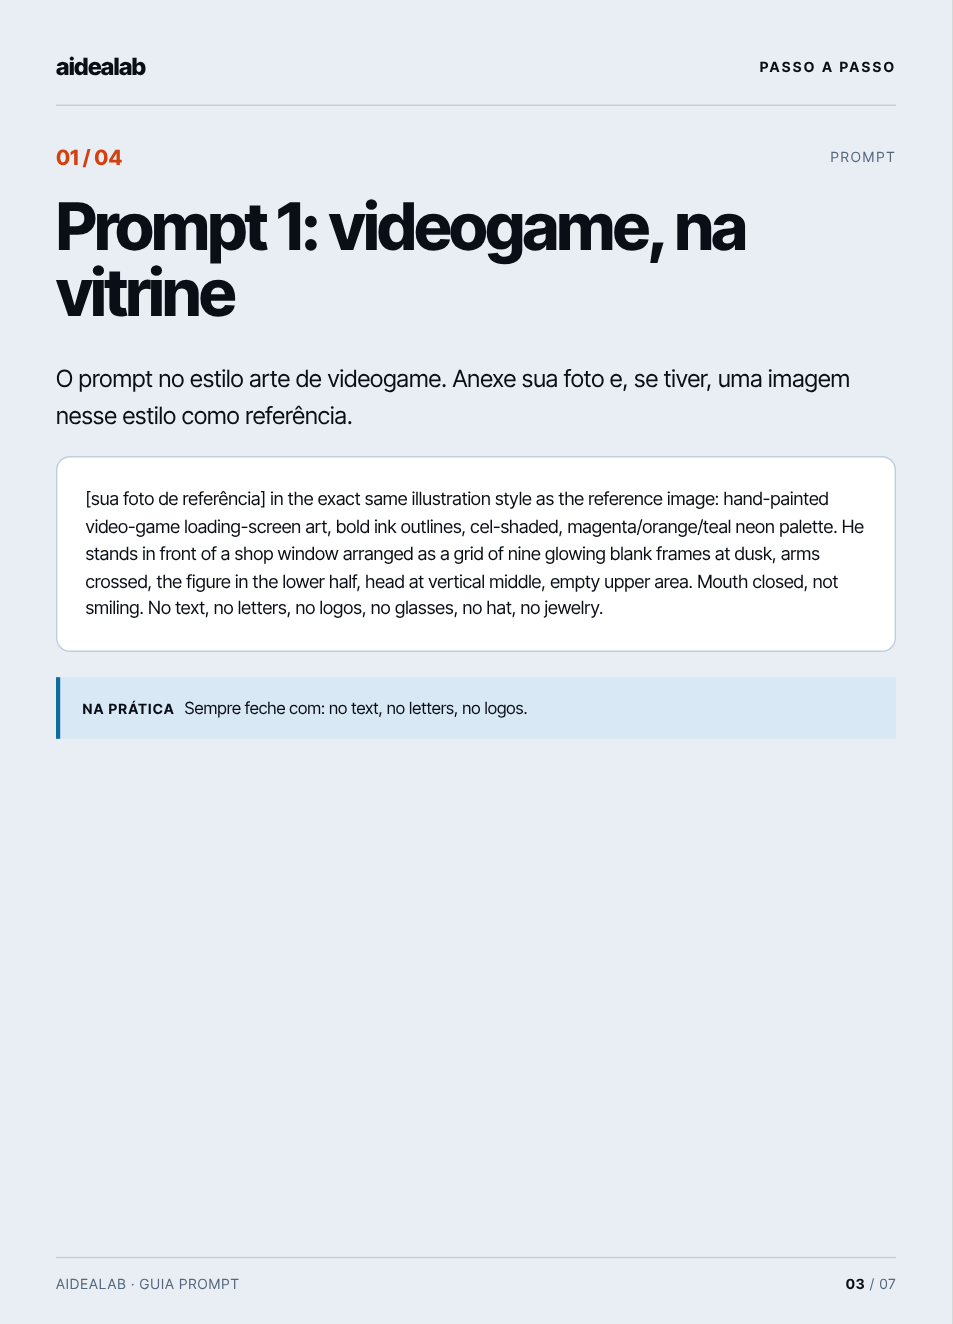 aidealab
PASSO A PASSO
01 / 04
PROMPT
Prompt 1: videogame, na
vitrine
O prompt no estilo arte de videogame. Anexe sua foto e, se tiver, uma imagem
nesse estilo como referência.
[sua foto de referência] in the exact same illustration style as the reference image: hand-painted
video-game loading-screen art, bold ink outlines, cel-shaded, magenta/orange/teal neon palette. He
stands in front of a shop window arranged as a grid of nine glowing blank frames at dusk, arms
crossed, the figure in the lower half, head at vertical middle, empty upper area. Mouth closed, not
smiling. No text, no letters, no logos, no glasses, no hat, no jewelry.
NA PRÁTICA Sempre feche com: no text, no letters, no logos.
AIDEALAB · GUIA PROMPT
03 / 07